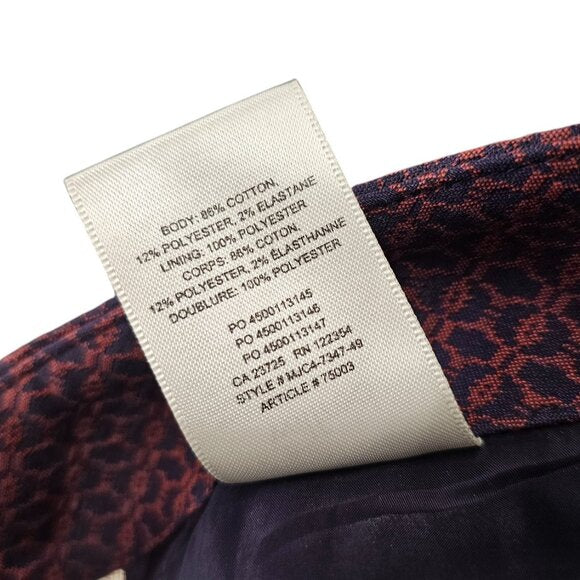 BODY: 86% COTTON,
12% POLYESTER, 2% ELASTANE
LINING: 100% POLYESTER
CORPS: 86% COTON,
12% POLYESTER, 2% ÉLASTHANNE
DOUBLURE: 100% POLYESTER
PO 4500113145
PO 4500113146
PO 4500113147
CA 23725 RN 122354
STYLE # MJC4-7347-49
ARTICLE # 75003